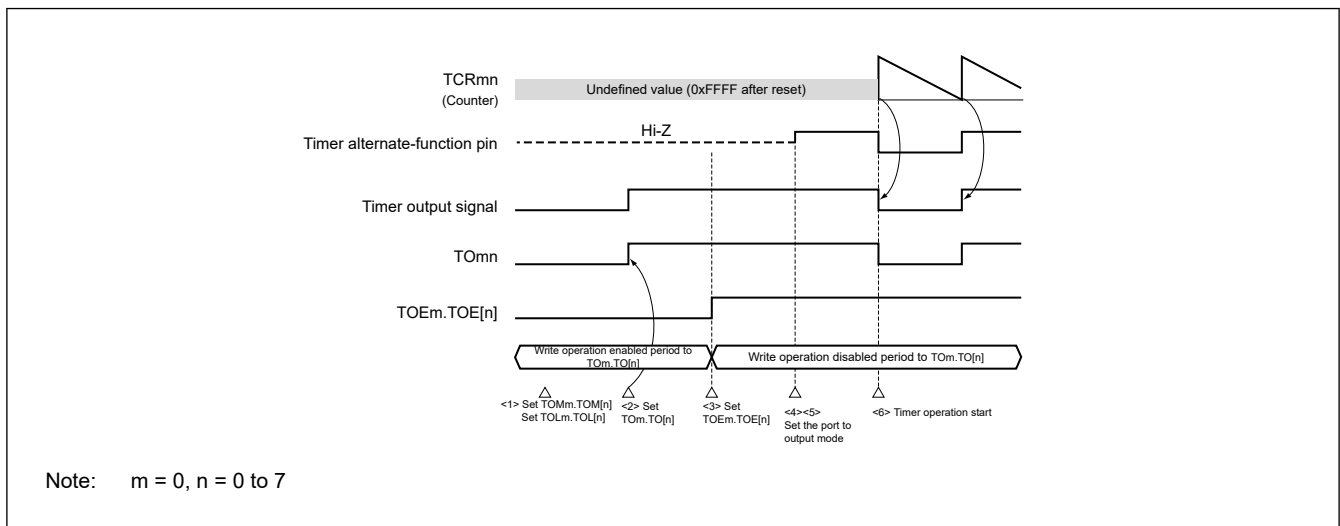 TCRmn
(Counter)
Undefined value (0xFFFF after reset)
Timer alternate-function pin
Hi-Z
Timer output signal
TOmn
TOEm.TOE[n]
Write operation enabled period to
TOm.TO[n]
Write operation disabled period to TOm.TO[n]
<1> Set TOMm.TOM[n]
Set TOLm.TOL[n]
<2> Set
TOm.TO[n]
<3> Set
TOEm.TOE[n]
<4><5>
Set the port to
output mode
<6> Timer operation start
Note: m = 0, n = 0 to 7